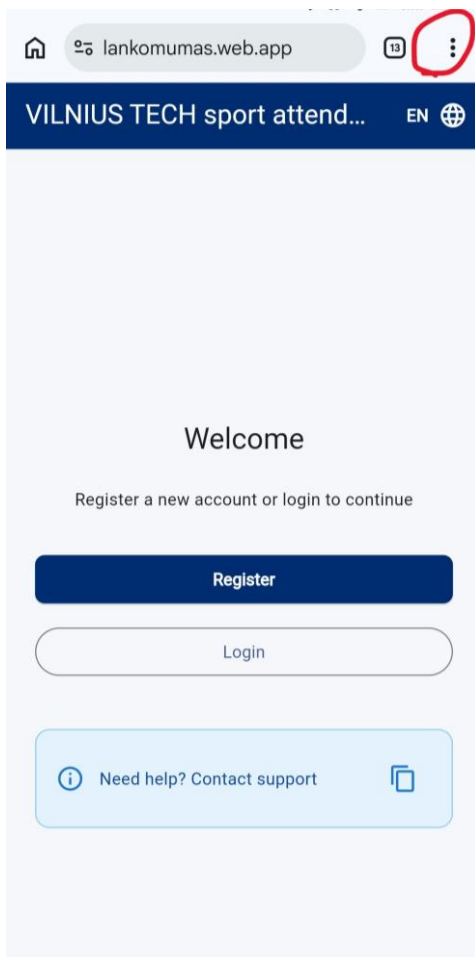 lankomumas.web.app
13
VILNIUS TECH sport attend...
EN
Welcome
Register a new account or login to continue
Register
Login
Need help? Contact support